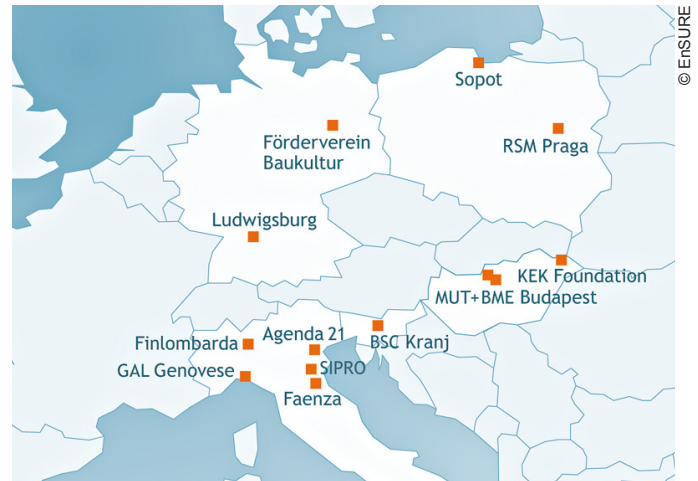 © EnSURE
Sopot
Förderverein
Baukultur
RSM Praga
Ludwigsburg
KEK Foundation
MUT+BME Budapest
Agenda 21
BSC Kranj
Finlombarda
SIPRO
GAL Genovese
Faenza